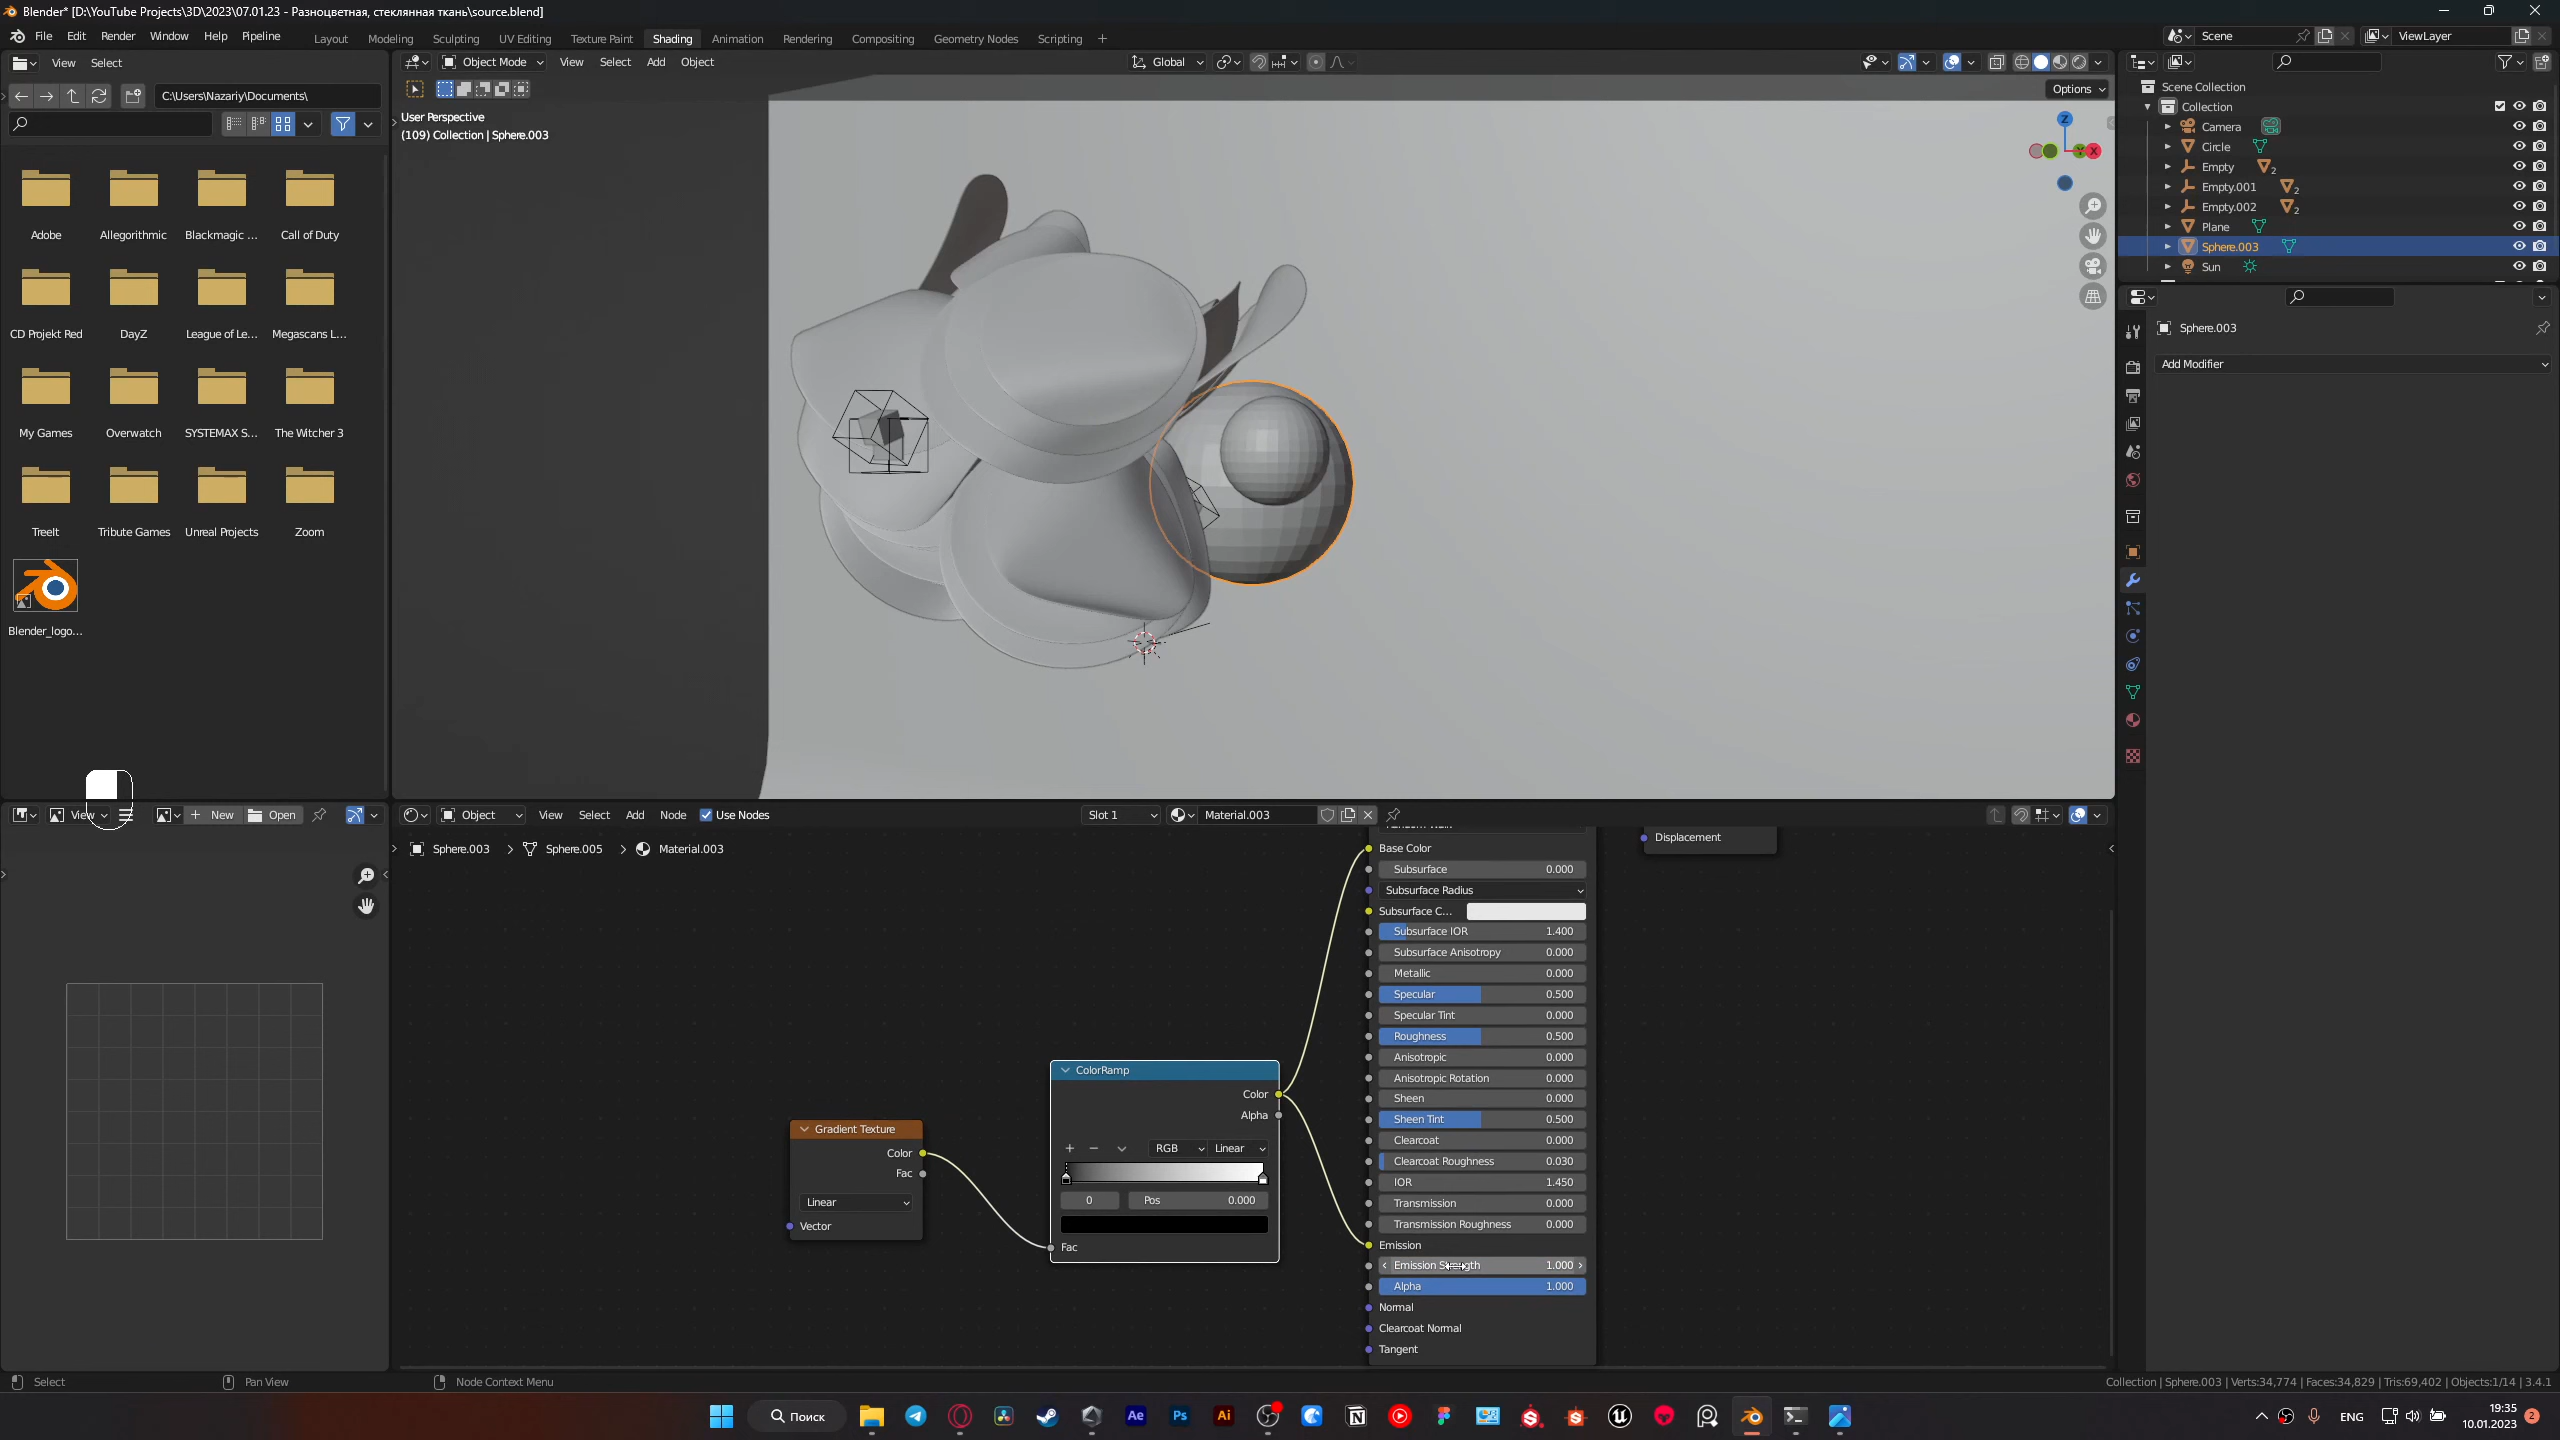 Blender* [D:\YouTube Projects\3D\2023\07.01.23 - Разноцветная, стеклянная ткань\source.blend]
File Edit Render Window Help Pipeline
Layout Modeling Sculpting UV Editing Texture Paint Shading Animation Rendering Compositing Geometry Nodes Scripting
Scene
ViewLayer
View Select
C:\Users\Nazariy\Documents\
Adobe
Allegorithmic
Blackmagic ...
Call of Duty
CD Projekt Red
DayZ
League of Le...
Megascans L...
My Games
Overwatch
SYSTEMAX S...
The Witcher 3
TreeIt
Tribute Games
Unreal Projects
Zoom
Blender_logo...
Object Mode View Select Add Object
Global
Options
User Perspective
(109) Collection | Sphere.003
Z
X
Scene Collection
Collection
Camera
Circle
Empty 2
Empty.001 2
Empty.002 2
Plane
Sphere.003
Sun
Sphere.003
Add Modifier
View New Open
Object View Select Add Node Use Nodes
Slot 1
Material.003
Sphere.003 > Sphere.005 > Material.003
Displacement
Base Color
Subsurface 0.000
Subsurface Radius
Subsurface C...
Subsurface IOR 1.400
Subsurface Anisotropy 0.000
Metallic 0.000
Specular 0.500
Specular Tint 0.000
Roughness 0.500
Anisotropic 0.000
Anisotropic Rotation 0.000
Sheen 0.000
Sheen Tint 0.500
Clearcoat 0.000
Clearcoat Roughness 0.030
IOR 1.450
Transmission 0.000
Transmission Roughness 0.000
Emission
Emission Strength 1.000
Alpha 1.000
Normal
Clearcoat Normal
Tangent
ColorRamp
Color
Alpha
RGB Linear
0 Pos 0.000
Fac
Gradient Texture
Color
Fac
Linear
Vector
Select Pan View Node Context Menu
Collection | Sphere.003 | Verts:34,774 | Faces:34,829 | Tris:69,402 | Objects:1/14 | 3.4.1
Поиск
Ae
Ps
Ai
ENG
19:35
10.01.2023
2